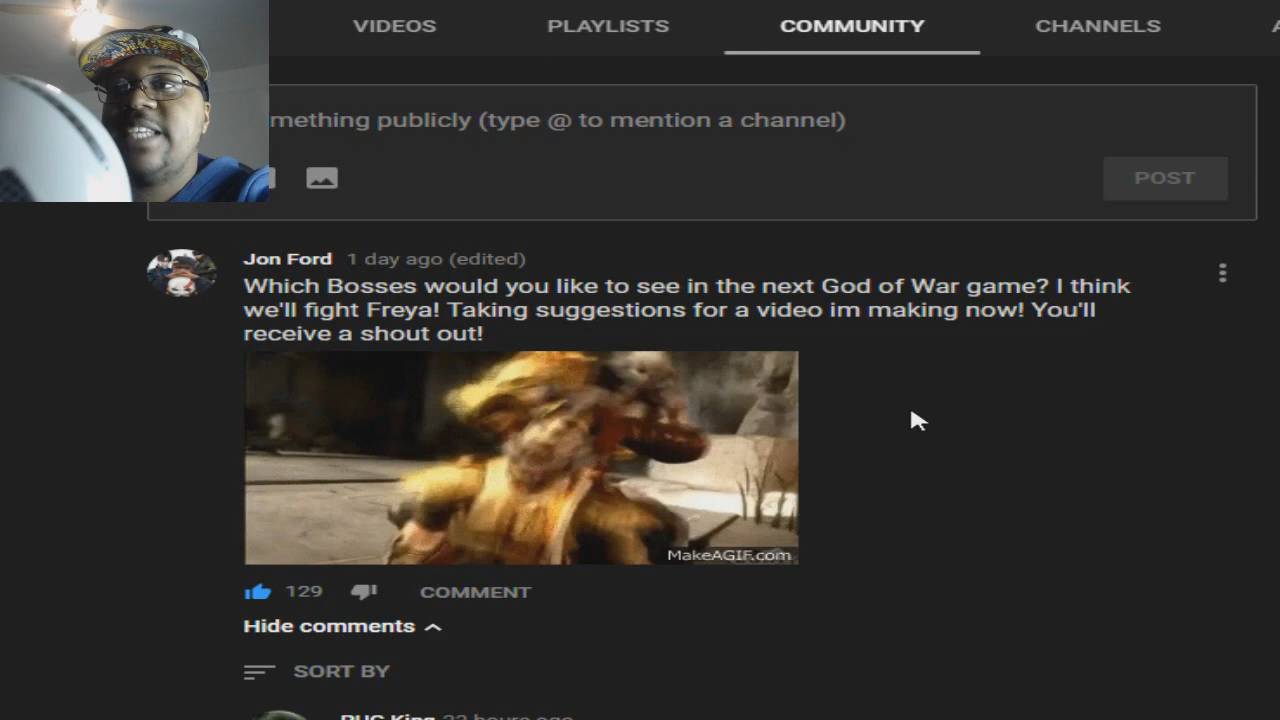 VIDEOS PLAYLISTS COMMUNITY CHANNELS
mething publicly (type @ to mention a channel)
POST
Jon Ford 1 day ago (edited)
Which Bosses would you like to see in the next God of War game? I think
we'll fight Freya! Taking suggestions for a video im making now! You'll
receive a shout out!
MakeAGIF.com
129 COMMENT
Hide comments
SORT BY